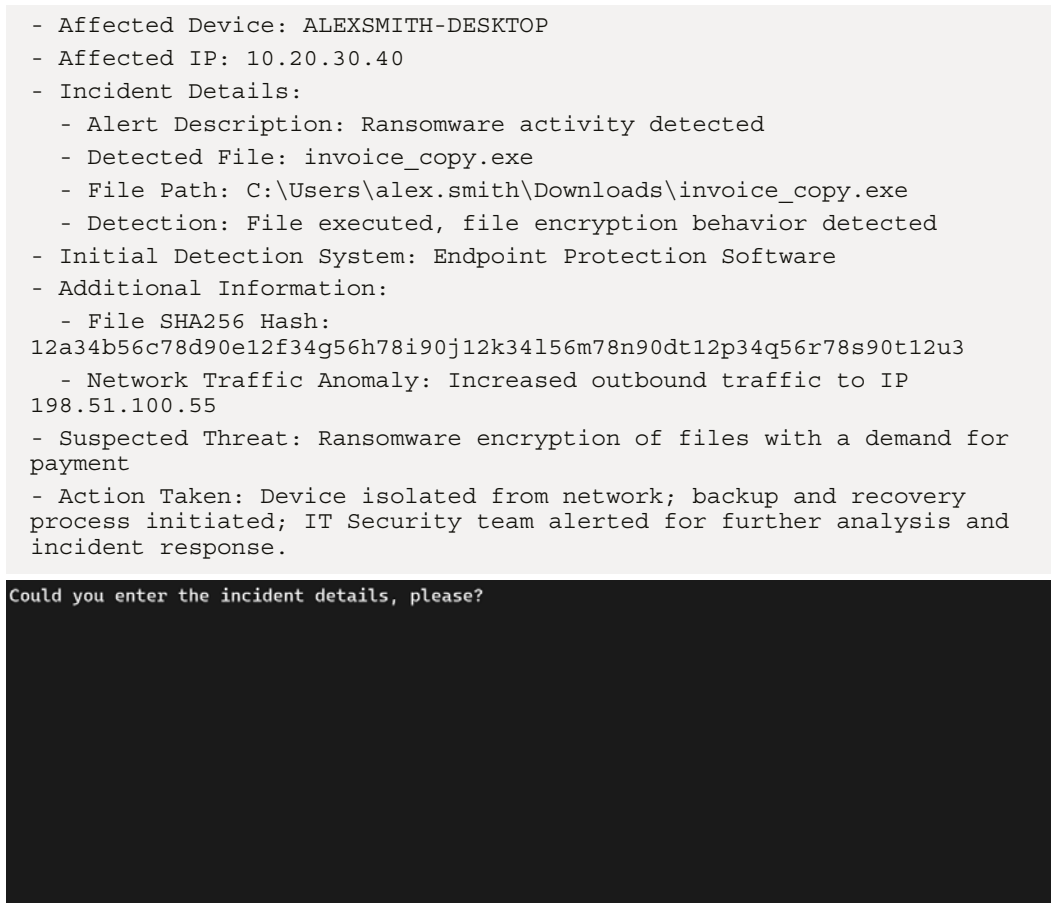 - Affected Device: ALEXSMITH-DESKTOP
- Affected IP: 10.20.30.40
- Incident Details:
- Alert Description: Ransomware activity detected
- Detected File: invoice_copy.exe
- File Path: C:\Users\alex.smith\Downloads\invoice_copy.exe
- Detection: File executed, file encryption behavior detected
- Initial Detection System: Endpoint Protection Software
- Additional Information:
- File SHA256 Hash:
12a34b56c78d90e12f34g56h78i90j12k34l56m78n90dt12p34q56r78s90t12u3
- Network Traffic Anomaly: Increased outbound traffic to IP
198.51.100.55
- Suspected Threat: Ransomware encryption of files with a demand for
payment
- Action Taken: Device isolated from network; backup and recovery
process initiated; IT Security team alerted for further analysis and
incident response.
Could you enter the incident details, please?